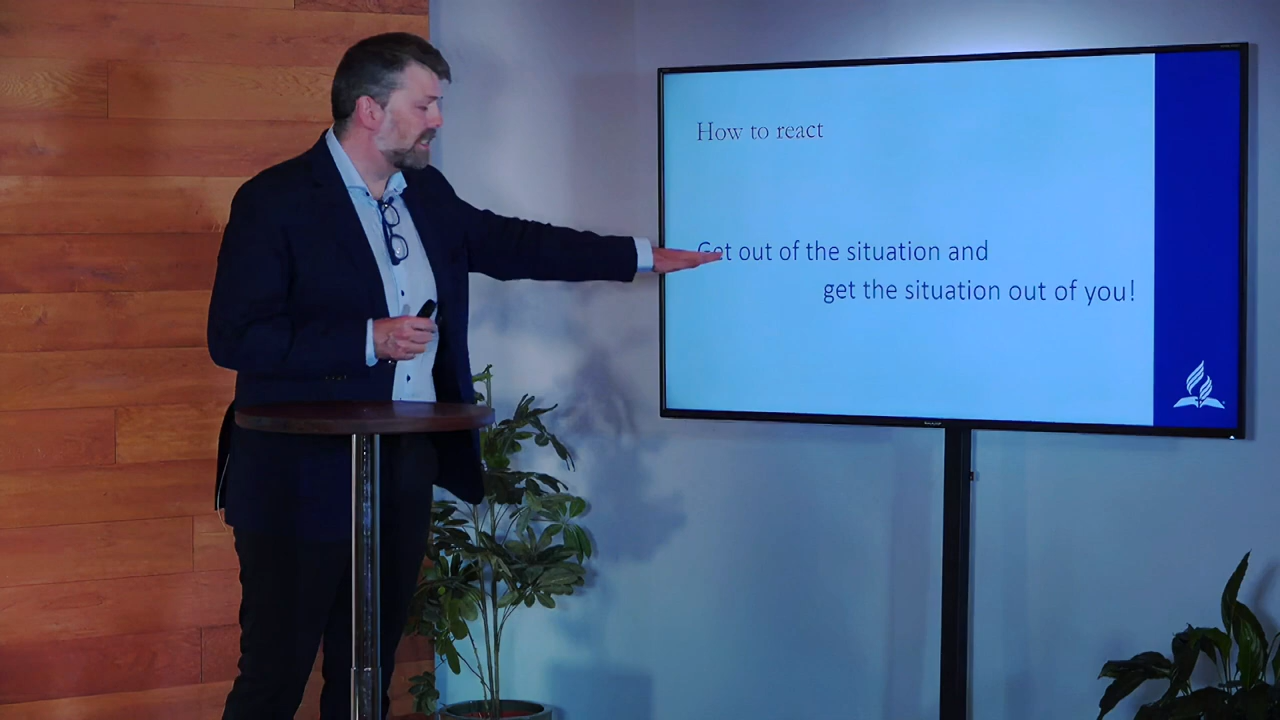 How to react
Get out of the situation and
get the situation out of you!